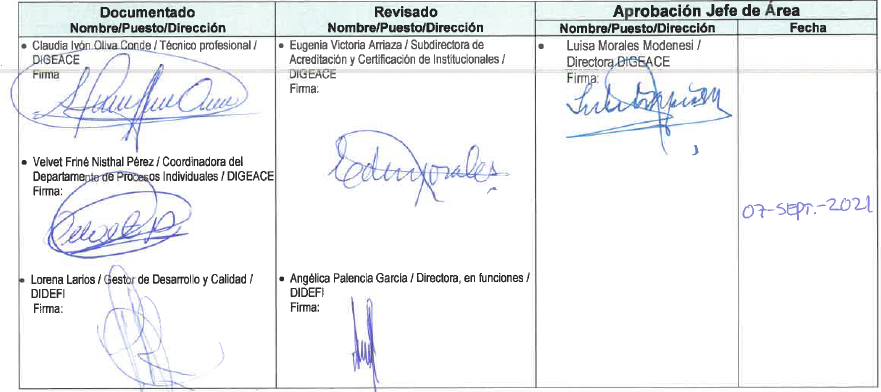 Documentado
Nombre/Puesto/Dirección
Revisado
Nombre/Puesto/Dirección
Aprobación Jefe de Área
Nombre/Puesto/Dirección
Fecha
• Claudia Ivón Oliva Conde / Técnico profesional /
DIGEACE
Firma
• Velvet Friné Nisthal Pérez / Coordinadora del
Departamento de Procesos Individuales / DIGEACE
Firma:
• Lorena Larios / Gestor de Desarrollo y Calidad /
DIDEFI
Firma:
• Eugenia Victoria Arriaza / Subdirectora de
Acreditación y Certificación de Institucionales /
DIGEACE
Firma:
• Angélica Palencia Garcia / Directora, en funciones /
DIDEFI
Firma:
• Luisa Morales Modenesi /
Directora DIGEACE
Firma:
07-SEPT.-2021